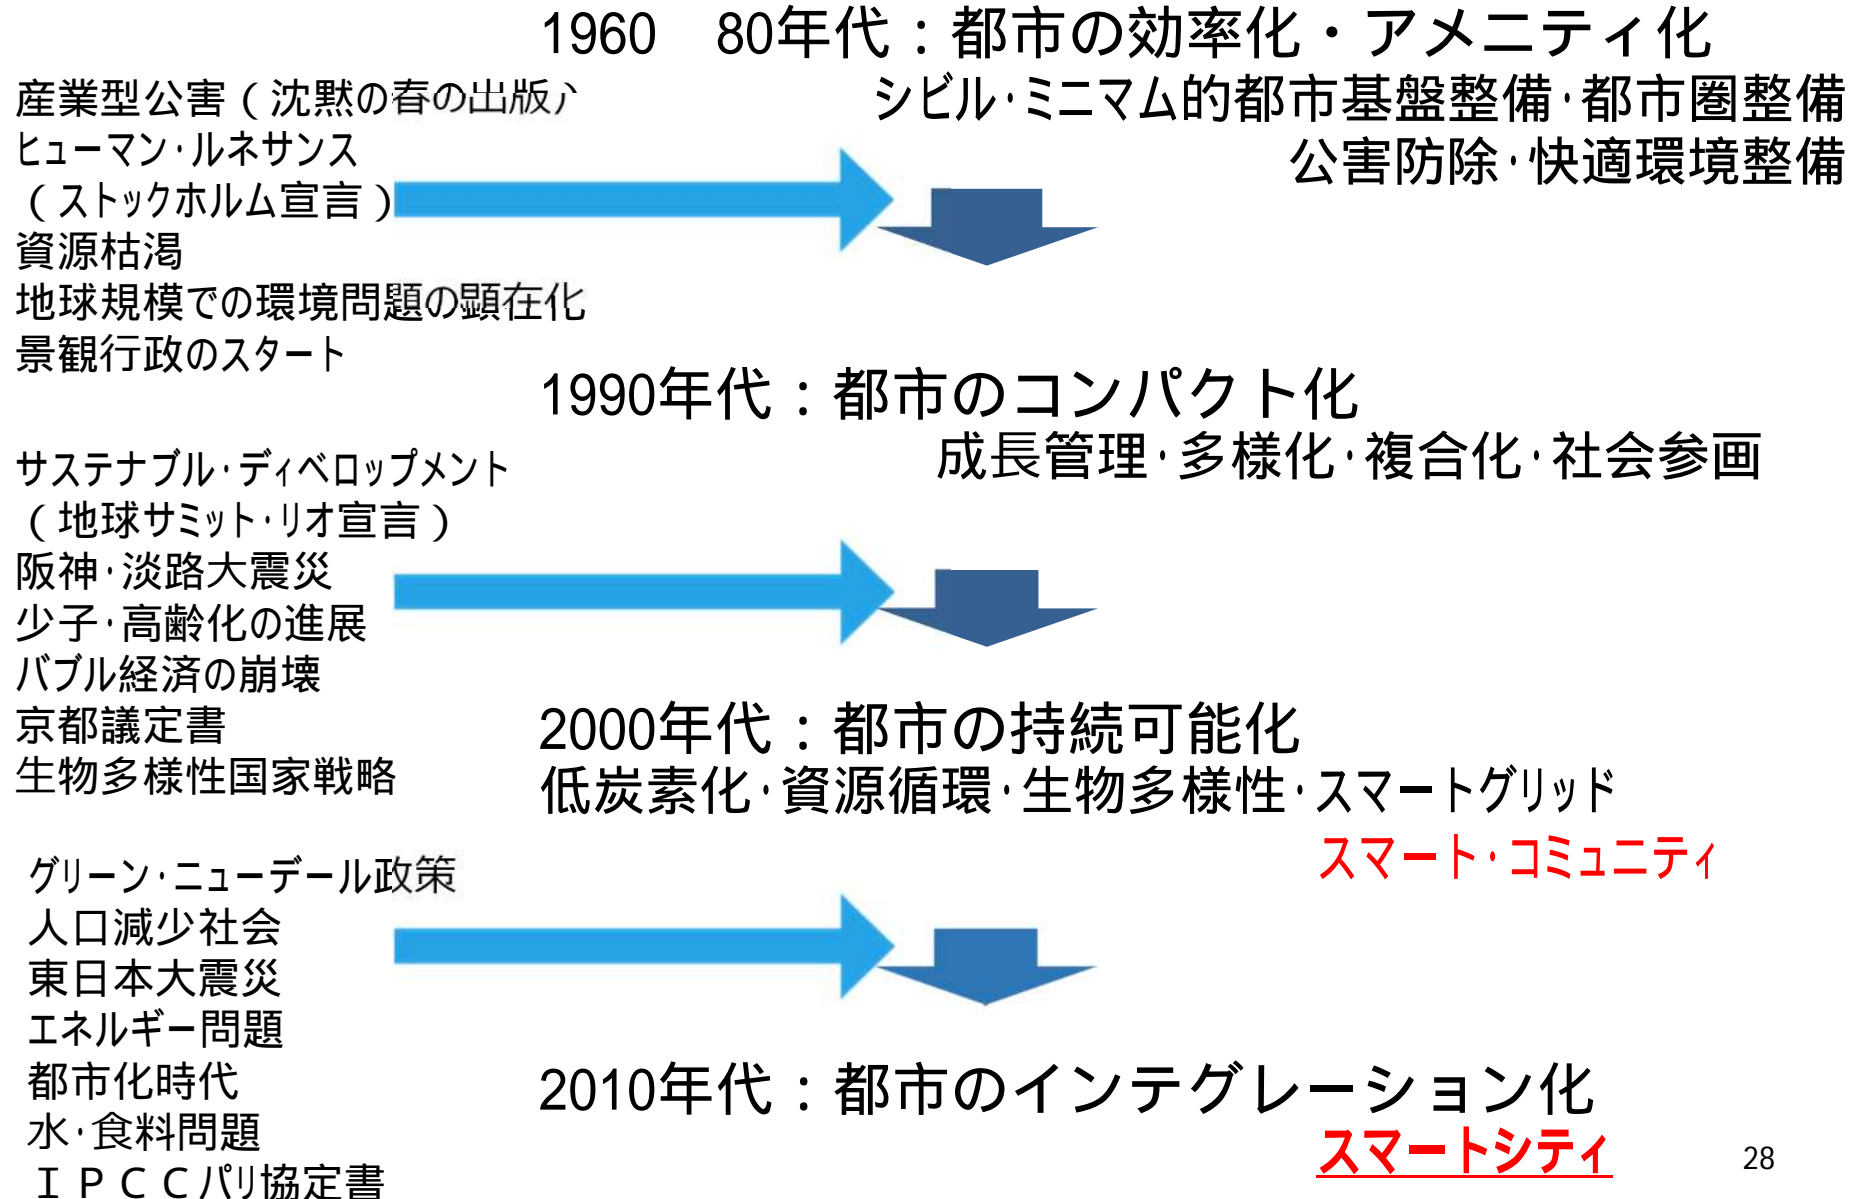 1960　80年代：都市の効率化・アメニティ化
シビル･ミニマム的都市基盤整備･都市圏整備
公害防除･快適環境整備
産業型公害（沈黙の春の出版）
ヒューマン･ルネサンス
（ストックホルム宣言）
資源枯渇
地球規模での環境問題の顕在化
景観行政のスタート
1990年代：都市のコンパクト化
成長管理･多様化･複合化･社会参画
サステナブル･ディベロップメント
（地球サミット･リオ宣言）
阪神･淡路大震災
少子･高齢化の進展
バブル経済の崩壊
京都議定書
生物多様性国家戦略
2000年代：都市の持続可能化
低炭素化･資源循環･生物多様性･スマートグリッド
スマート･コミュニティ
グリーン･ニューデール政策
人口減少社会
東日本大震災
エネルギー問題
都市化時代
水･食料問題
ＩＰＣＣパリ協定書
2010年代：都市のインテグレーション化
スマートシティ
28